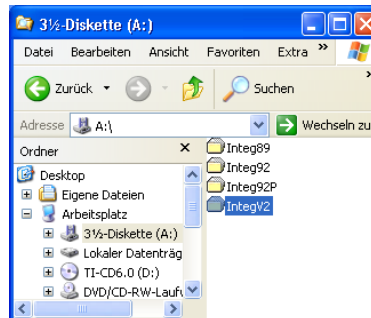 3½-Diskette (A:)
Datei Bearbeiten Ansicht Favoriten Extra »
Zurück Suchen »
Adresse A:\ Wechseln zu
Ordner
Desktop
Eigene Dateien
Arbeitsplatz
3½-Diskette (A:)
Lokaler Datenträg
TI-CD6.0 (D:)
DVD/CD-RW-Laufw
Integ89
Integ92
Integ92P
IntegV2